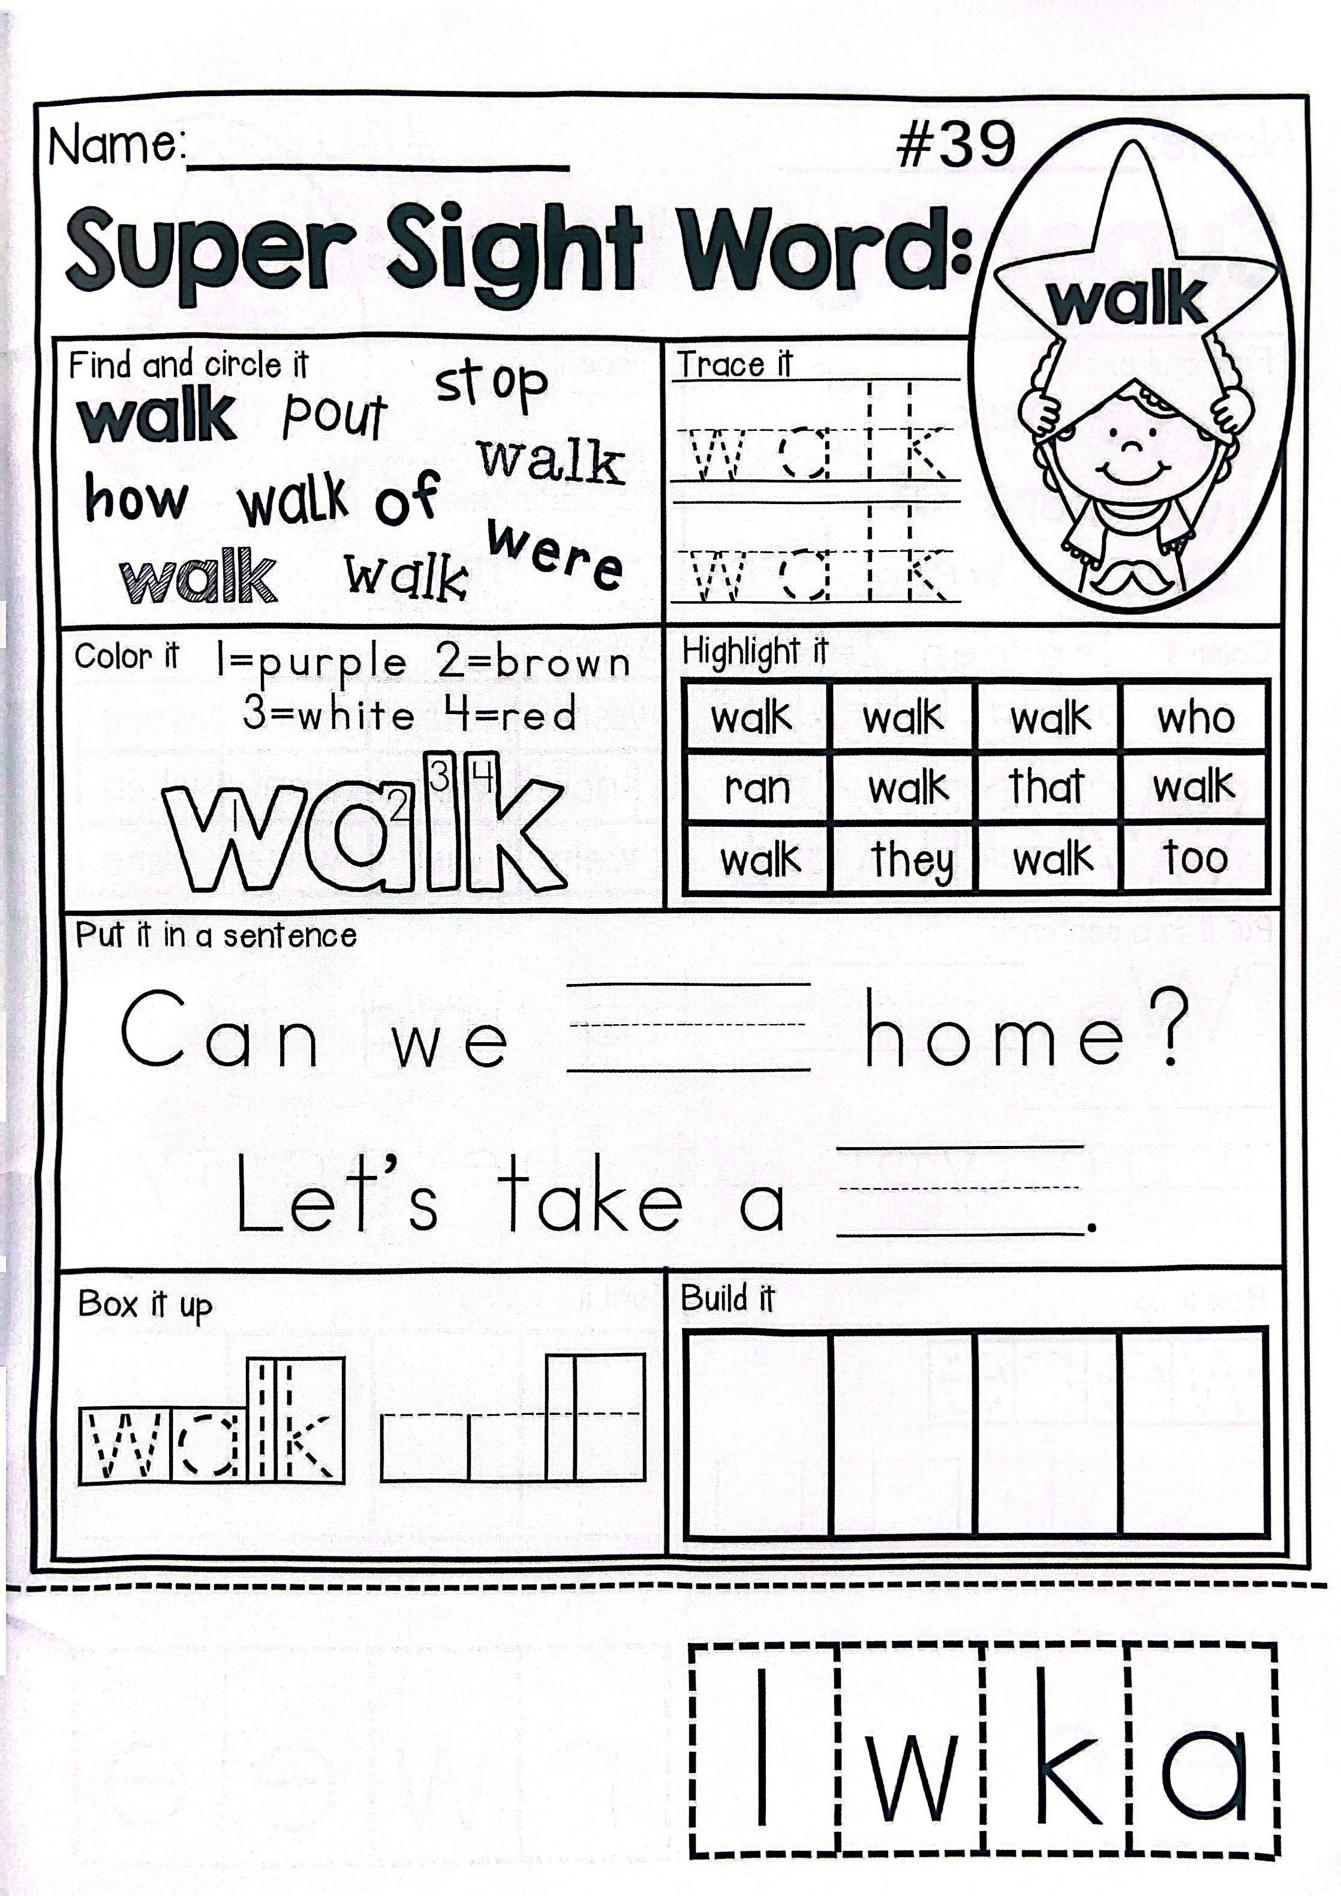 Name:
#39
Super Sight Word:
walk
Find and circle it
walk pout stop
walk
how walk of
were
walk walk
Trace it
walk
walk
Color it 1=purple 2=brown
3=white 4=red
walk
1 2 3 4
Highlight it
walk walk walk who
ran walk that walk
walk they walk too
Put it in a sentence
Can we home?
Let's take a .
Box it up
walk
Build it
l w k a